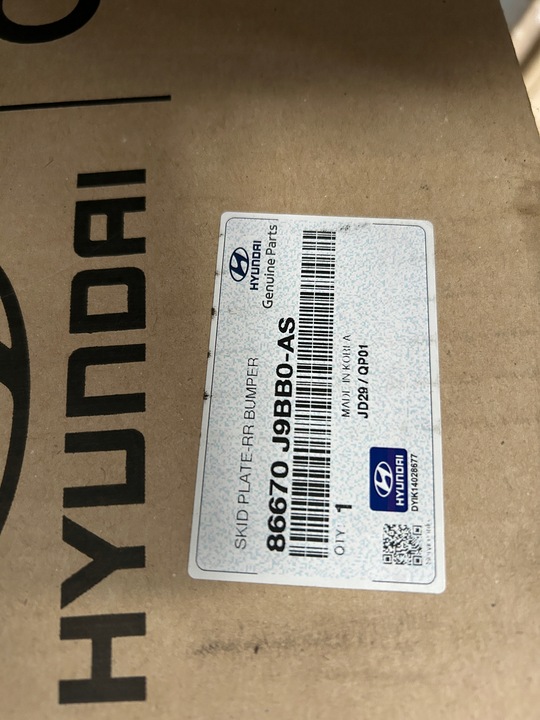 HYUNDAI
HYUNDAI
Genuine Parts
SKID PLATE-RR BUMPER
86670 J9BB0-AS
QTY 1
MADE IN KOREA
JD29 / QP01
HYUNDAI
DYIK14028677